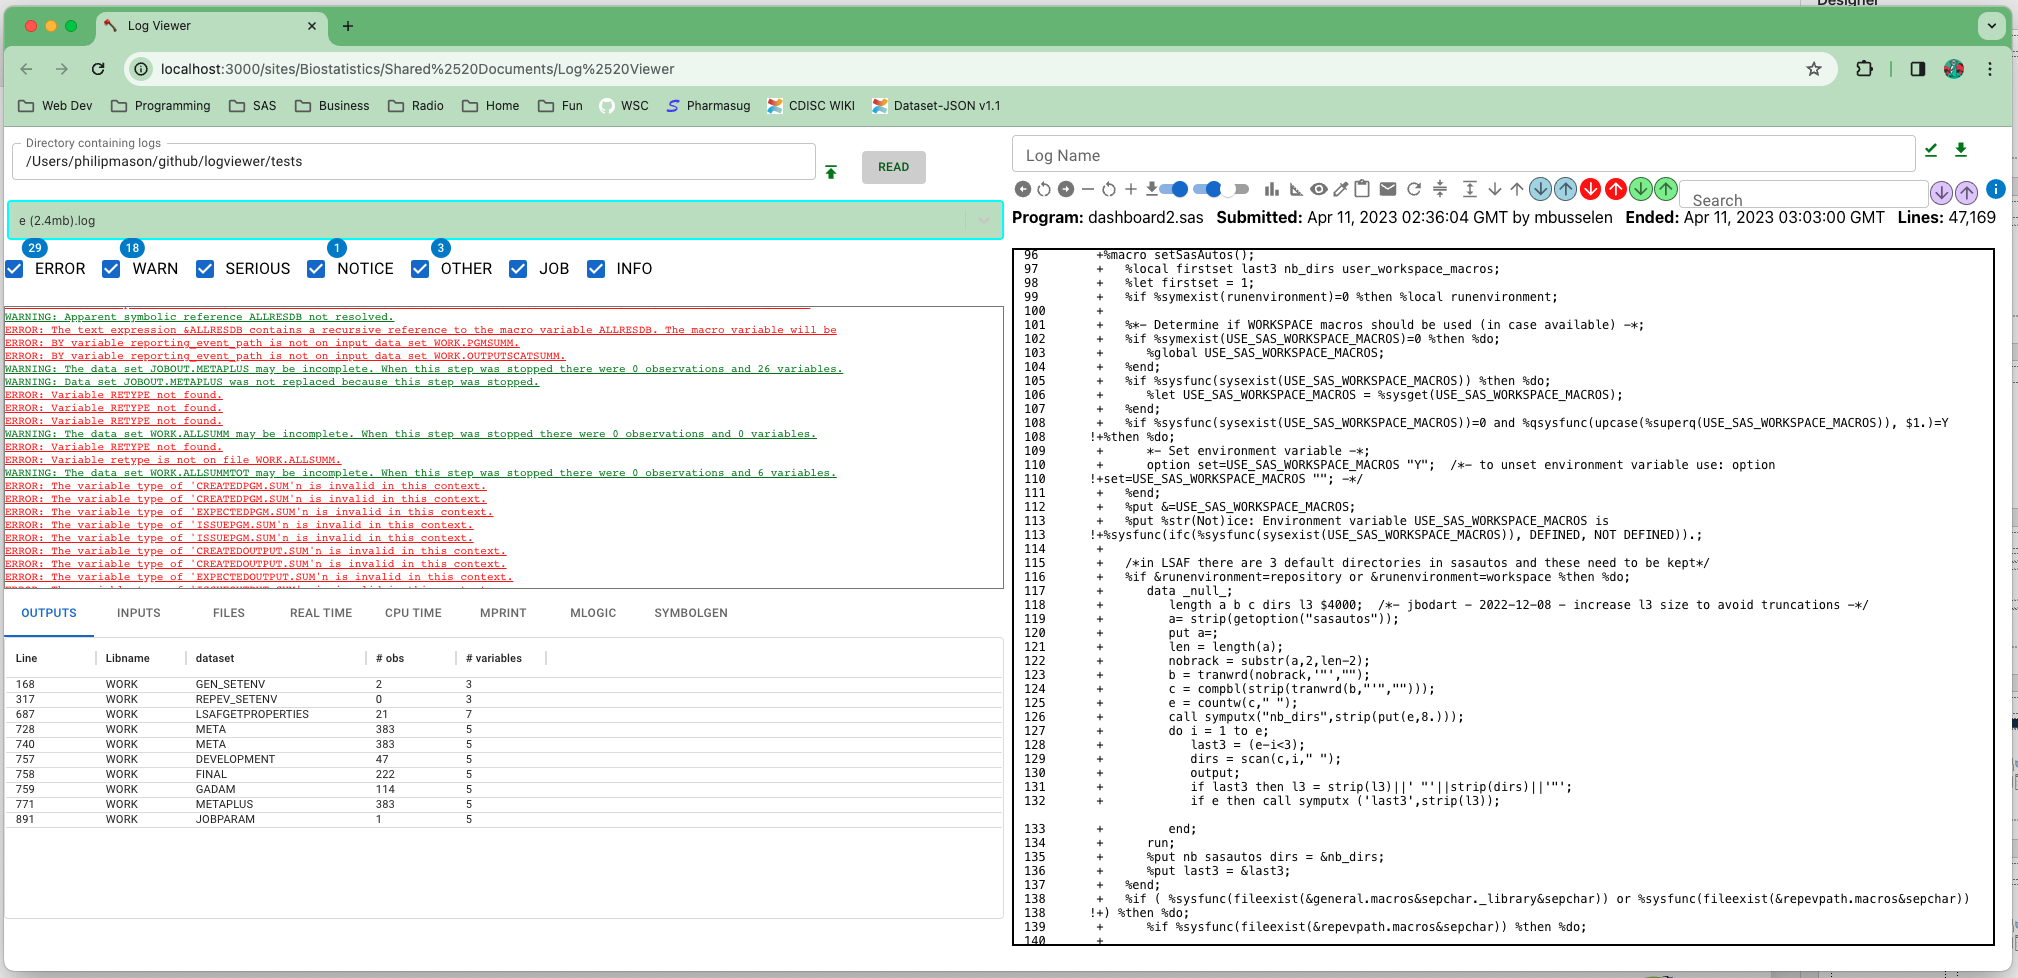 Designer
Log Viewer
localhost:3000/sites/Biostatistics/Shared%2520Documents/Log%2520Viewer
Web Dev Programming SAS Business Radio Home Fun WSC Pharmasug CDISC WIKI Dataset-JSON v1.1
Directory containing logs
/Users/philipmason/github/logviewer/tests
READ
e (2.4mb).log
29 18 1 3
ERROR WARN SERIOUS NOTICE OTHER JOB INFO
WARNING: Apparent symbolic reference ALLRESDB not resolved.
ERROR: The text expression &ALLRESDB contains a recursive reference to the macro variable ALLRESDB. The macro variable will be
ERROR: BY variable reporting_event_path is not on input data set WORK.PGMSUMM.
ERROR: BY variable reporting_event_path is not on input data set WORK.OUTPUTSCATSUMM.
WARNING: The data set JOBOUT.METAPLUS may be incomplete. When this step was stopped there were 0 observations and 26 variables.
WARNING: Data set JOBOUT.METAPLUS was not replaced because this step was stopped.
ERROR: Variable RETYPE not found.
ERROR: Variable RETYPE not found.
ERROR: Variable RETYPE not found.
WARNING: The data set WORK.ALLSUMM may be incomplete. When this step was stopped there were 0 observations and 0 variables.
ERROR: Variable RETYPE not found.
ERROR: Variable retype is not on file WORK.ALLSUMM.
WARNING: The data set WORK.ALLSUMMTOT may be incomplete. When this step was stopped there were 0 observations and 6 variables.
ERROR: The variable type of 'CREATEDPGM.SUM'n is invalid in this context.
ERROR: The variable type of 'CREATEDPGM.SUM'n is invalid in this context.
ERROR: The variable type of 'EXPECTEDPGM.SUM'n is invalid in this context.
ERROR: The variable type of 'ISSUEPGM.SUM'n is invalid in this context.
ERROR: The variable type of 'ISSUEPGM.SUM'n is invalid in this context.
ERROR: The variable type of 'CREATEDOUTPUT.SUM'n is invalid in this context.
ERROR: The variable type of 'CREATEDOUTPUT.SUM'n is invalid in this context.
ERROR: The variable type of 'EXPECTEDOUTPUT.SUM'n is invalid in this context.
OUTPUTS INPUTS FILES REAL TIME CPU TIME MPRINT MLOGIC SYMBOLGEN
Line Libname dataset # obs # variables
168 WORK GEN_SETENV 2 3
317 WORK REPEV_SETENV 0 3
687 WORK LSAFGETPROPERTIES 21 7
728 WORK META 383 5
740 WORK META 383 5
757 WORK DEVELOPMENT 47 5
758 WORK FINAL 222 5
759 WORK GADAM 114 5
771 WORK METAPLUS 383 5
891 WORK JOBPARAM 1 5
Log Name
Search
Program: dashboard2.sas Submitted: Apr 11, 2023 02:36:04 GMT by mbusselen Ended: Apr 11, 2023 03:03:00 GMT Lines: 47,169
96 +%macro setSasAutos();
97 + %local firstset last3 nb_dirs user_workspace_macros;
98 + %let firstset = 1;
99 + %if %symexist(runenvironment)=0 %then %local runenvironment;
100 +
101 + %*- Determine if WORKSPACE macros should be used (in case available) -*;
102 + %if %symexist(USE_SAS_WORKSPACE_MACROS)=0 %then %do;
103 + %global USE_SAS_WORKSPACE_MACROS;
104 + %end;
105 + %if %sysfunc(sysexist(USE_SAS_WORKSPACE_MACROS)) %then %do;
106 + %let USE_SAS_WORKSPACE_MACROS = %sysget(USE_SAS_WORKSPACE_MACROS);
107 + %end;
108 + %if %sysfunc(sysexist(USE_SAS_WORKSPACE_MACROS))=0 and %qsysfunc(upcase(%superq(USE_SAS_WORKSPACE_MACROS)), $1.)=Y
108 !+%then %do;
109 + *- Set environment variable -*;
110 + option set=USE_SAS_WORKSPACE_MACROS "Y"; /*- to unset environment variable use: option
110 !+set=USE_SAS_WORKSPACE_MACROS ""; -*/
111 + %end;
112 + %put &=USE_SAS_WORKSPACE_MACROS;
113 + %put %str(Not)ice: Environment variable USE_SAS_WORKSPACE_MACROS is
113 !+%sysfunc(ifc(%sysfunc(sysexist(USE_SAS_WORKSPACE_MACROS)), DEFINED, NOT DEFINED)).;
114 +
115 + /*in LSAF there are 3 default directories in sasautos and these need to be kept*/
116 + %if &runenvironment=repository or &runenvironment=workspace %then %do;
117 + data _null_;
118 + length a b c dirs l3 $4000; /*- jbodart - 2022-12-08 - increase l3 size to avoid truncations -*/
119 + a= strip(getoption("sasautos"));
120 + put a=;
121 + len = length(a);
122 + nobrack = substr(a,2,len-2);
123 + b = tranwrd(nobrack,'"',"");
124 + c = compbl(strip(tranwrd(b,"'","")));
125 + e = countw(c," ");
126 + call symputx("nb_dirs",strip(put(e,8.)));
127 + do i = 1 to e;
128 + last3 = (e-i<3);
129 + dirs = scan(c,i," ");
130 + output;
131 + if last3 then l3 = strip(l3)||' "'||strip(dirs)||'"';
132 + if e then call symputx ('last3',strip(l3));
133 + end;
134 + run;
135 + %put nb sasautos dirs = &nb_dirs;
136 + %put last3 = &last3;
137 + %end;
138 + %if ( %sysfunc(fileexist(&general.macros&sepchar._library&sepchar)) or %sysfunc(fileexist(&repevpath.macros&sepchar))
138 !+) %then %do;
139 + %if %sysfunc(fileexist(&repevpath.macros&sepchar)) %then %do;
140 +